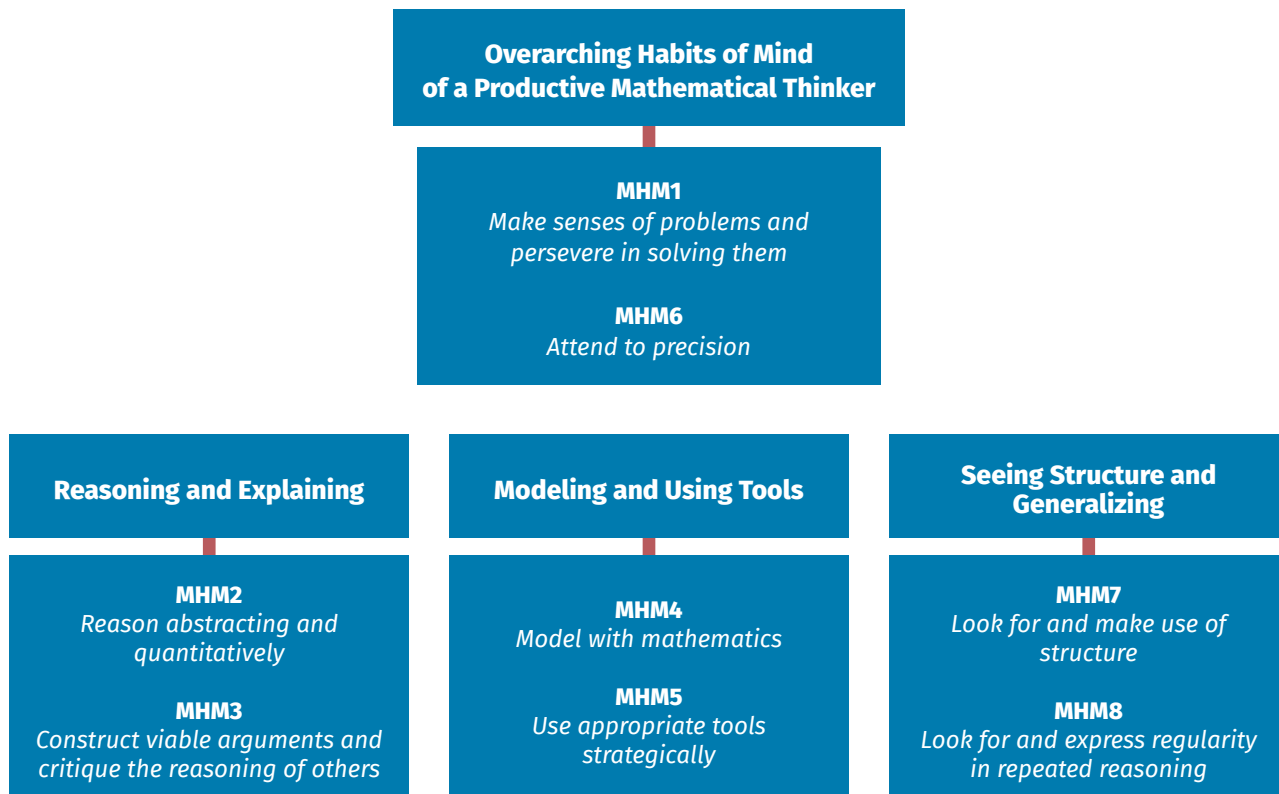 Overarching Habits of Mind
of a Productive Mathematical Thinker
MHM1
Make senses of problems and
persevere in solving them
MHM6
Attend to precision
Reasoning and Explaining
MHM2
Reason abstracting and
quantitatively
MHM3
Construct viable arguments and
critique the reasoning of others
Modeling and Using Tools
MHM4
Model with mathematics
MHM5
Use appropriate tools
strategically
Seeing Structure and
Generalizing
MHM7
Look for and make use of
structure
MHM8
Look for and express regularity
in repeated reasoning